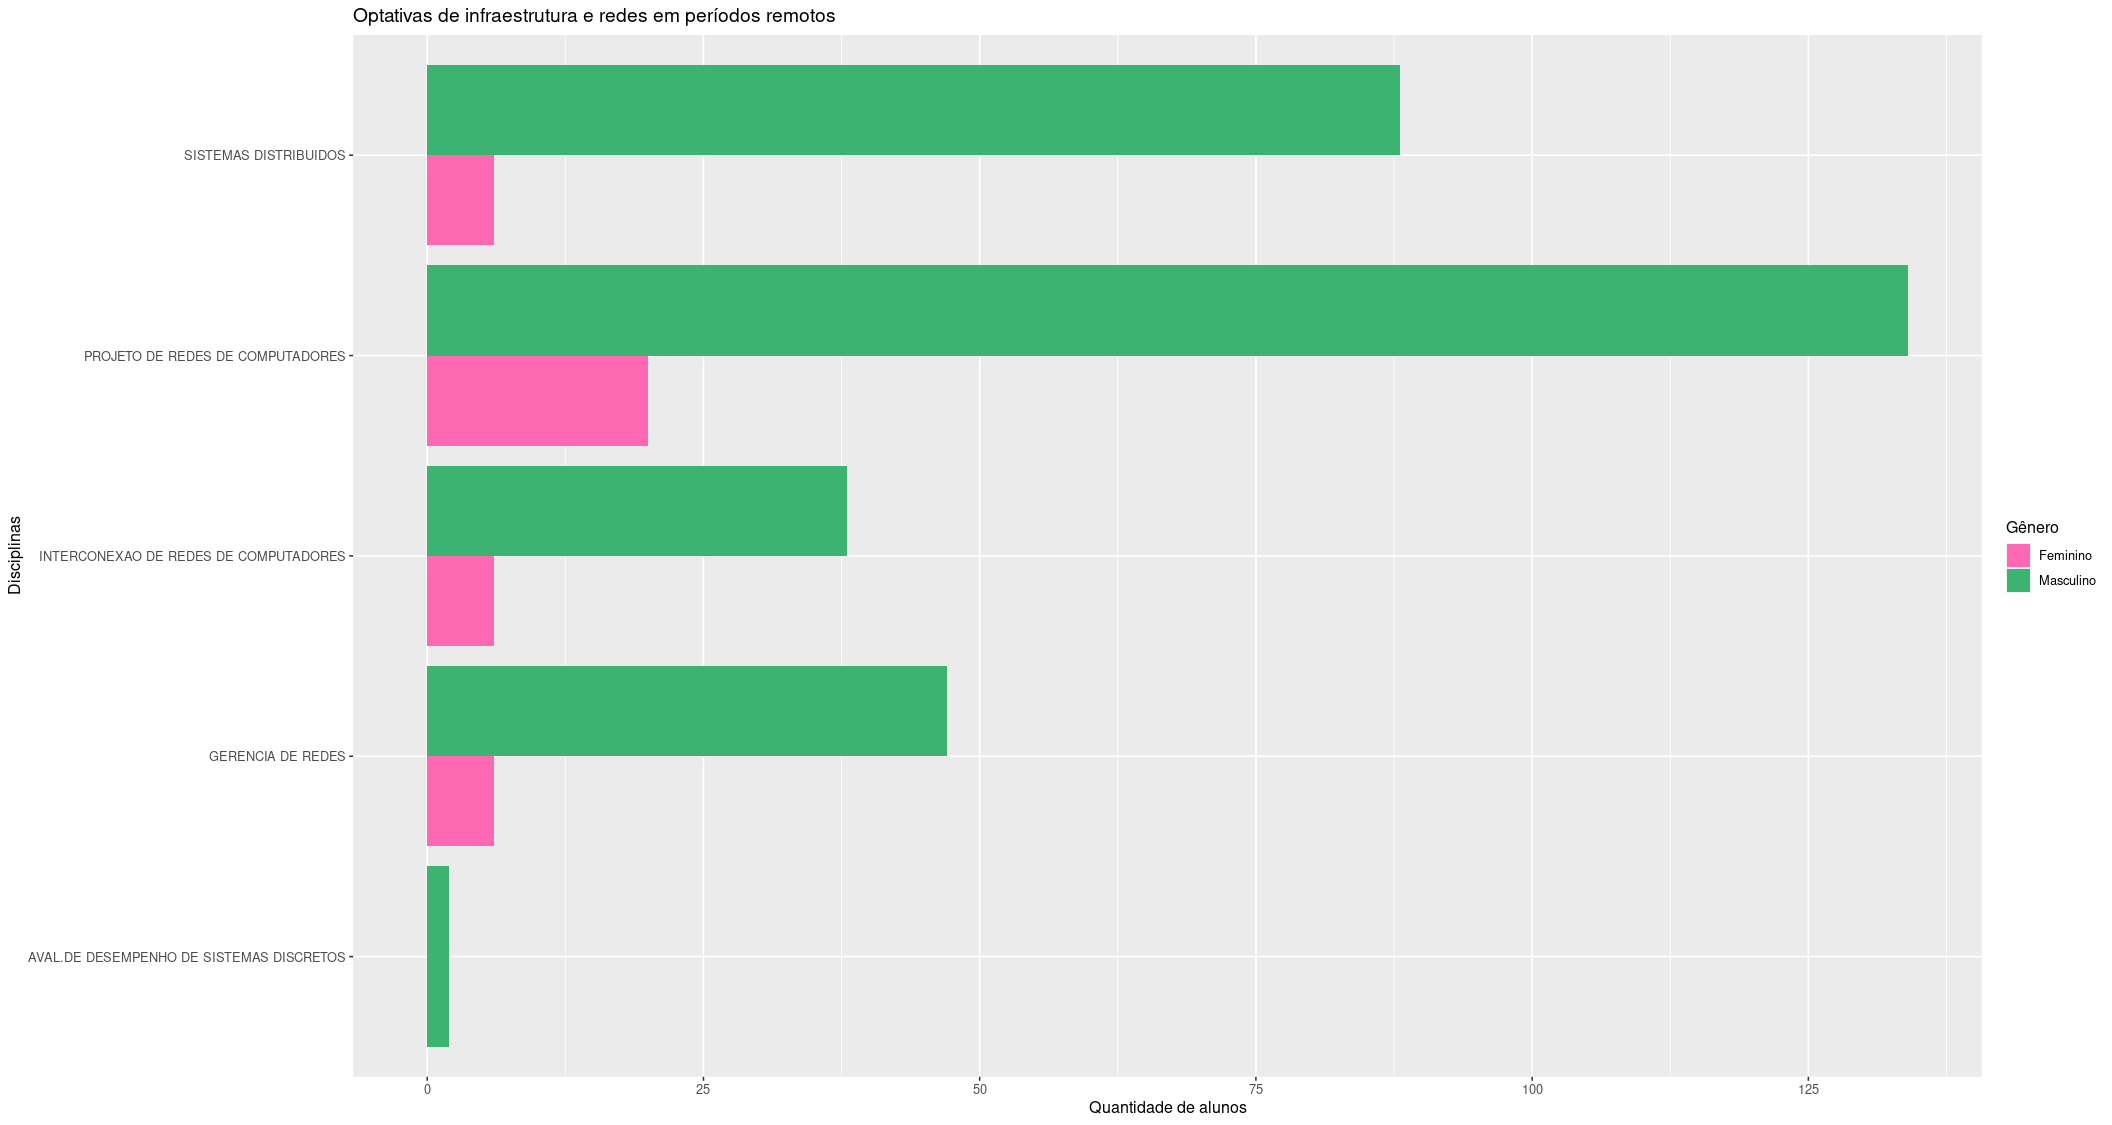 Optativas de infraestrutura e redes em períodos remotos
Disciplinas
SISTEMAS DISTRIBUIDOS
PROJETO DE REDES DE COMPUTADORES
INTERCONEXAO DE REDES DE COMPUTADORES
GERENCIA DE REDES
AVAL.DE DESEMPENHO DE SISTEMAS DISCRETOS
0 25 50 75 100 125
Quantidade de alunos
Gênero
Feminino
Masculino